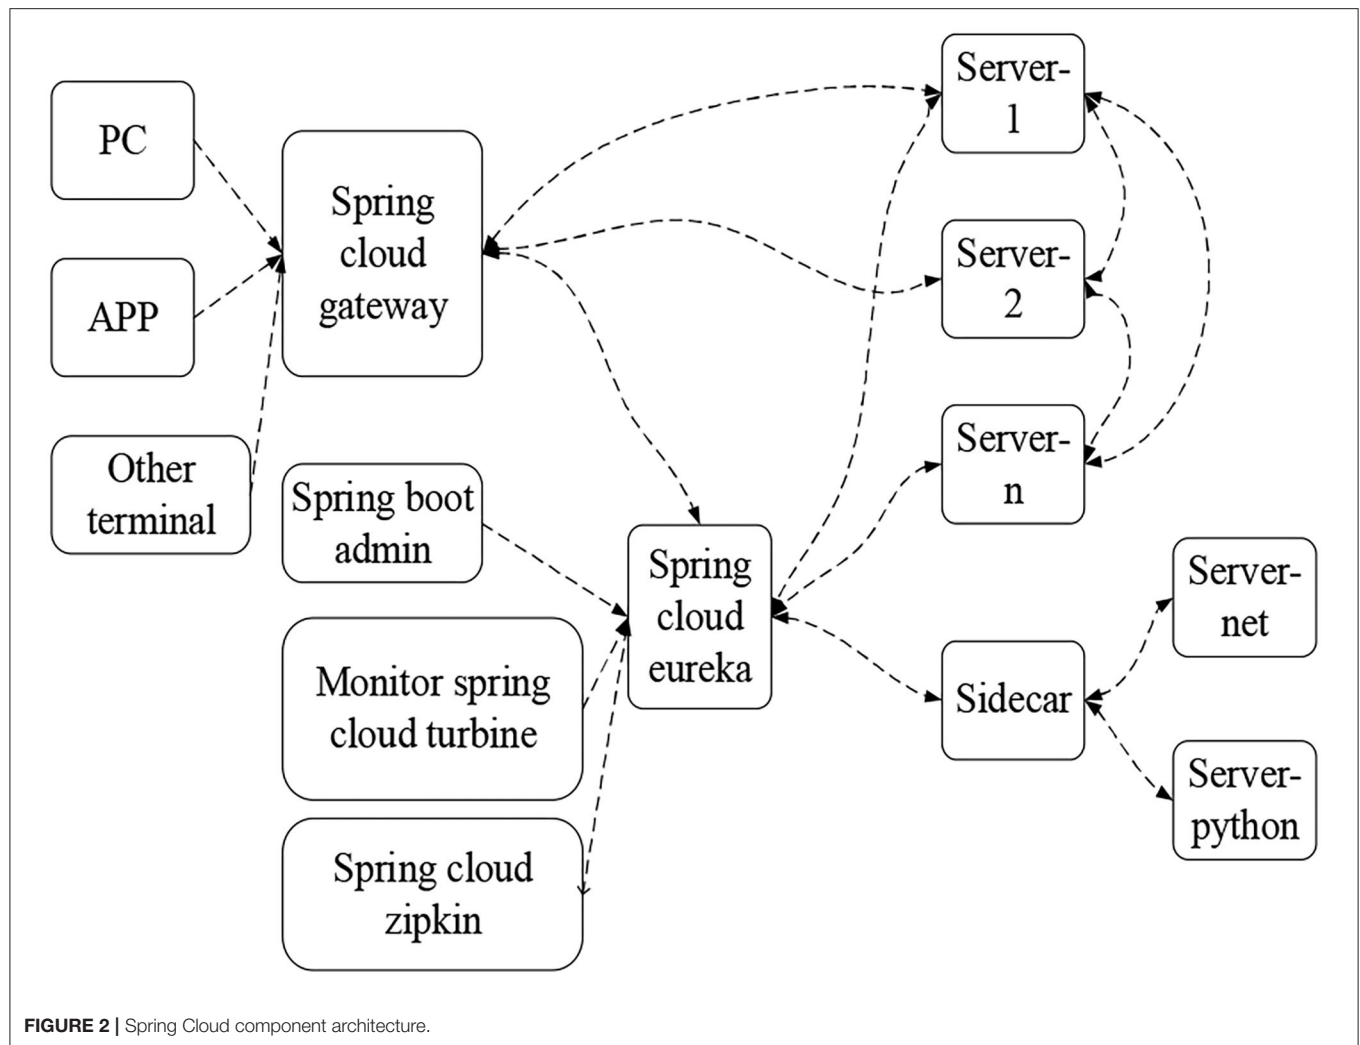 PC
APP
Other
terminal
Spring
cloud
gateway
Spring boot
admin
Monitor spring
cloud turbine
Spring cloud
zipkin
Spring
cloud
eureka
Server-
1
Server-
2
Server-
n
Sidecar
Server-
net
Server-
python
FIGURE 2 | Spring Cloud component architecture.